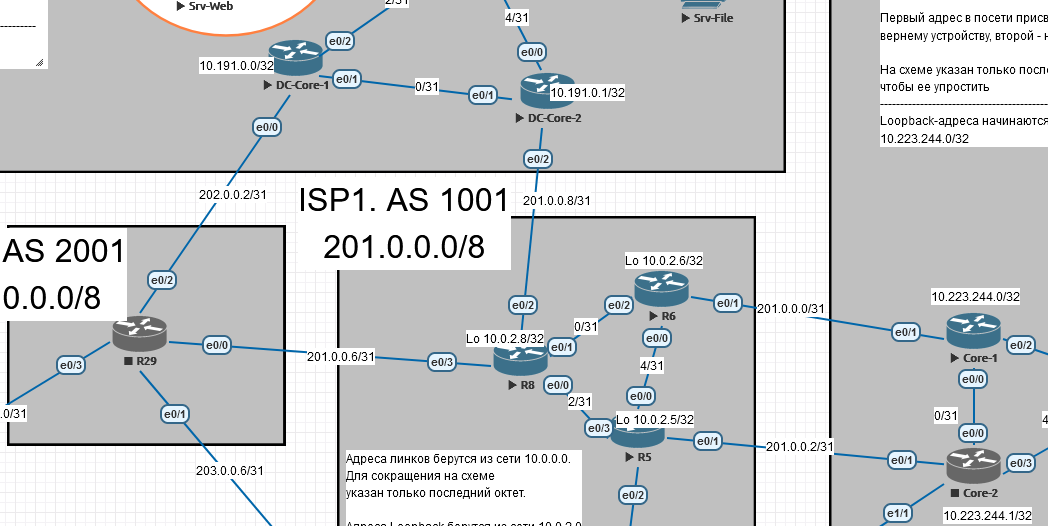 Srv-Web
2/31
4/31
Srv-File
Первый адрес в посети
вернему устройству, второй -
На схеме указан только
чтобы ее упростить
Loopback-адреса начинаются
10.223.244.0/32
e0/2
e0/0
10.191.0.0/32
DC-Core-1
e0/1
0/31
e0/1
10.191.0.1/32
DC-Core-2
e0/0
e0/2
202.0.0.2/31
ISP1. AS 1001
201.0.0.0/8
201.0.0.8/31
AS 2001
0.0.0/8
e0/2
R29
e0/0
e0/3
.0/31
e0/1
203.0.0.6/31
201.0.0.6/31
e0/3
e0/2
Lo 10.0.2.8/32
R8
e0/1
0/31
e0/2
Lo 10.0.2.6/32
R6
e0/1
201.0.0.0/31
e0/0
4/31
e0/0
e0/0
2/31
e0/3
Lo 10.0.2.5/32
R5
e0/1
201.0.0.2/31
e0/2
Адреса линков берутся из сети 10.0.0.0.
Для сокращения на схеме
указан только последний октет.
Адреса Loopback берутся из сети 10.0.2.0
10.223.244.0/32
e0/1
Core-1
e0/2
e0/0
0/31
e0/0
e0/1
Core-2
e0/3
e1/1
10.223.244.1/32